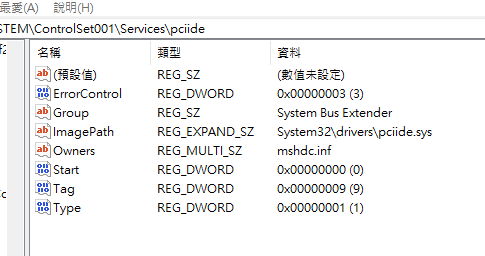 最愛(A) 說明(H)
STEM\ControlSet001\Services\pciide
名稱 類型 資料
(預設值) REG_SZ (數值未設定)
ErrorControl REG_DWORD 0x00000003 (3)
Group REG_SZ System Bus Extender
ImagePath REG_EXPAND_SZ System32\drivers\pciide.sys
Owners REG_MULTI_SZ mshdc.inf
Start REG_DWORD 0x00000000 (0)
Tag REG_DWORD 0x00000009 (9)
Type REG_DWORD 0x00000001 (1)